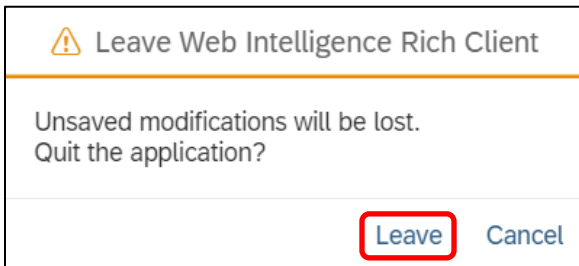 Leave Web Intelligence Rich Client
Unsaved modifications will be lost.
Quit the application?
Leave Cancel